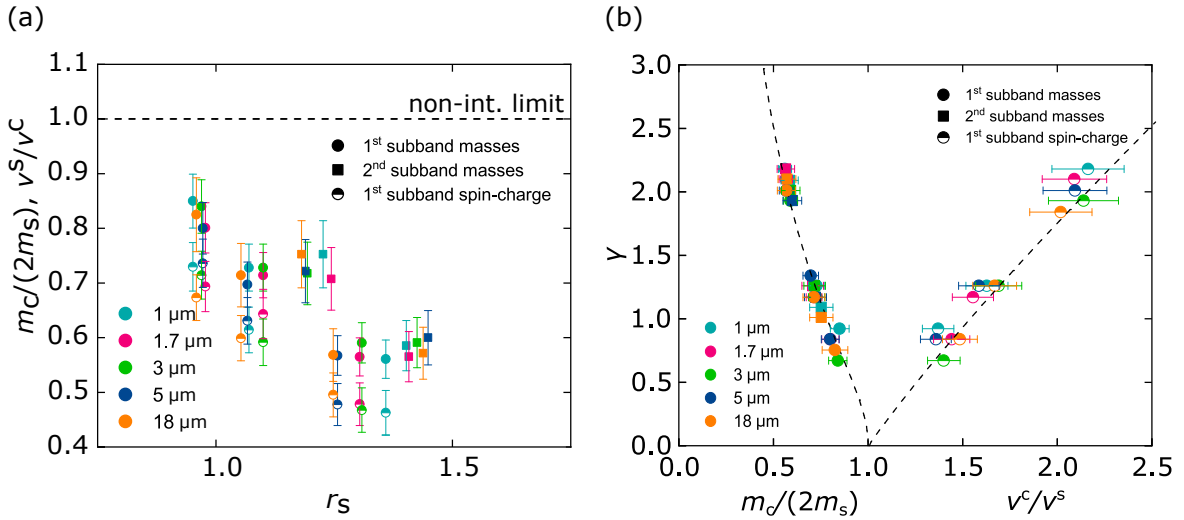 (a)
1.1
1.0
0.9
0.8
0.7
0.6
0.5
0.4
m_c/(2m_s), v^s/v^c
non-int. limit
1st subband masses
2nd subband masses
1st subband spin-charge
1 μm
1.7 μm
3 μm
5 μm
18 μm
1.0
1.5
r_s
(b)
3.0
2.5
2.0
1.5
1.0
0.5
0.0
γ
1st subband masses
2nd subband masses
1st subband spin-charge
1 μm
1.7 μm
3 μm
5 μm
18 μm
0.0
0.5
1.0
1.5
2.0
2.5
m_c/(2m_s)
v^c/v^s